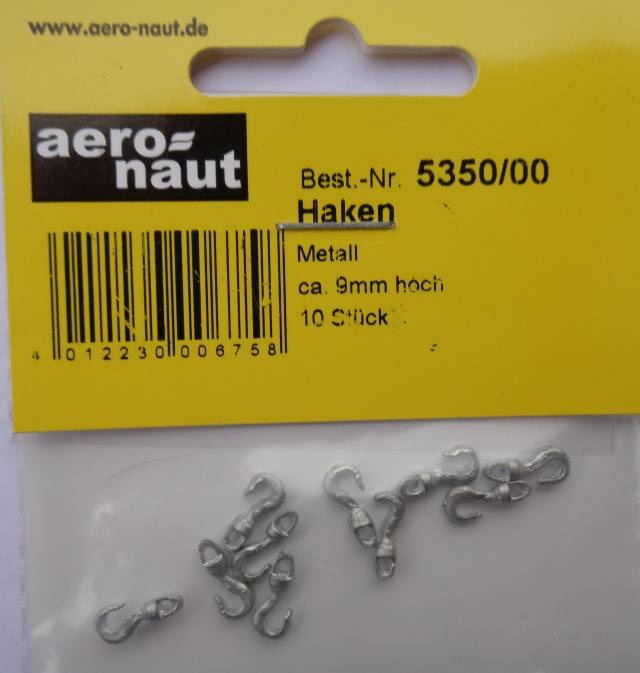 www.aero-naut.de
aero=
naut
Best.-Nr. 5350/00
Haken
Metall
ca. 9mm hoch
10 Stück
4 012230 006758